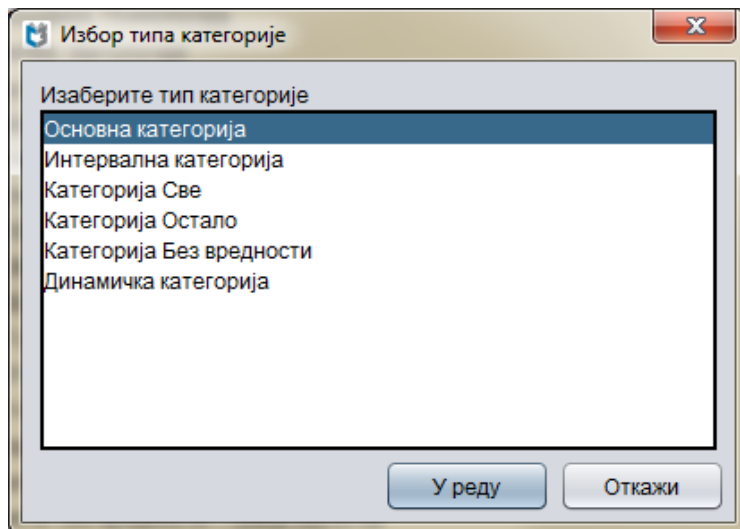 Избор типа категорије
Изаберите тип категорије
Основна категорија
Интервална категорија
Категорија Све
Категорија Остало
Категорија Без вредности
Динамичка категорија
У реду Откажи